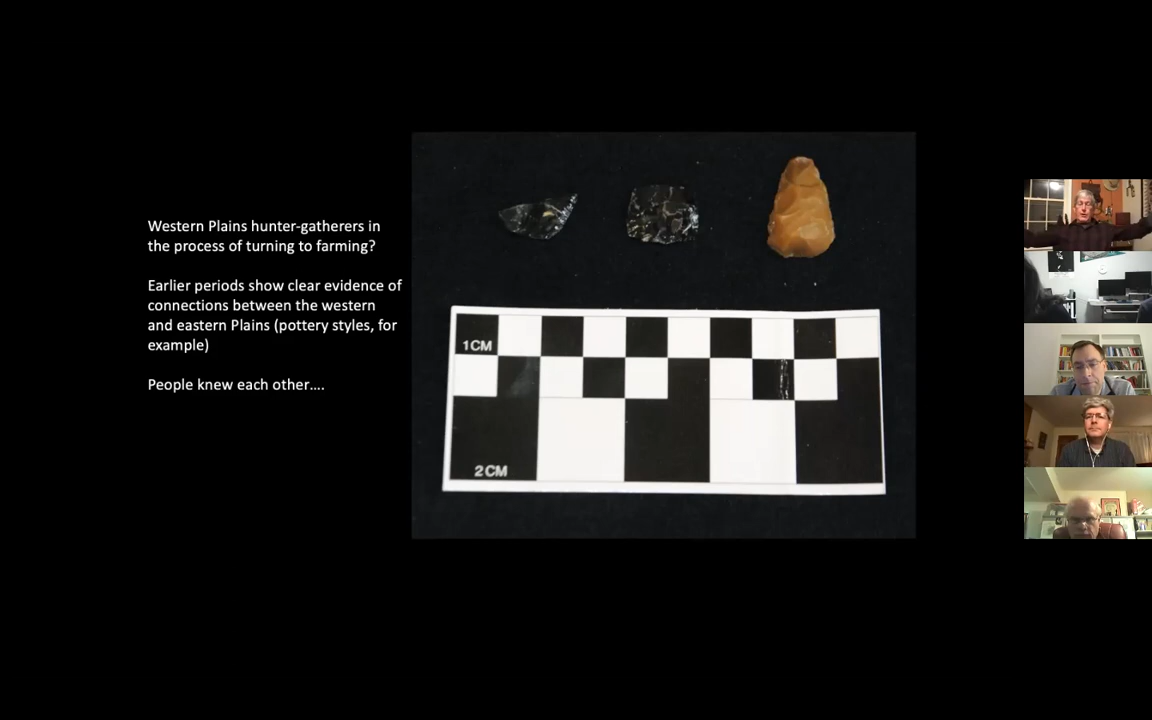 Western Plains hunter-gatherers in
the process of turning to farming?
Earlier periods show clear evidence of
connections between the western
and eastern Plains (pottery styles, for
example)
People knew each other....
1CM
2CM